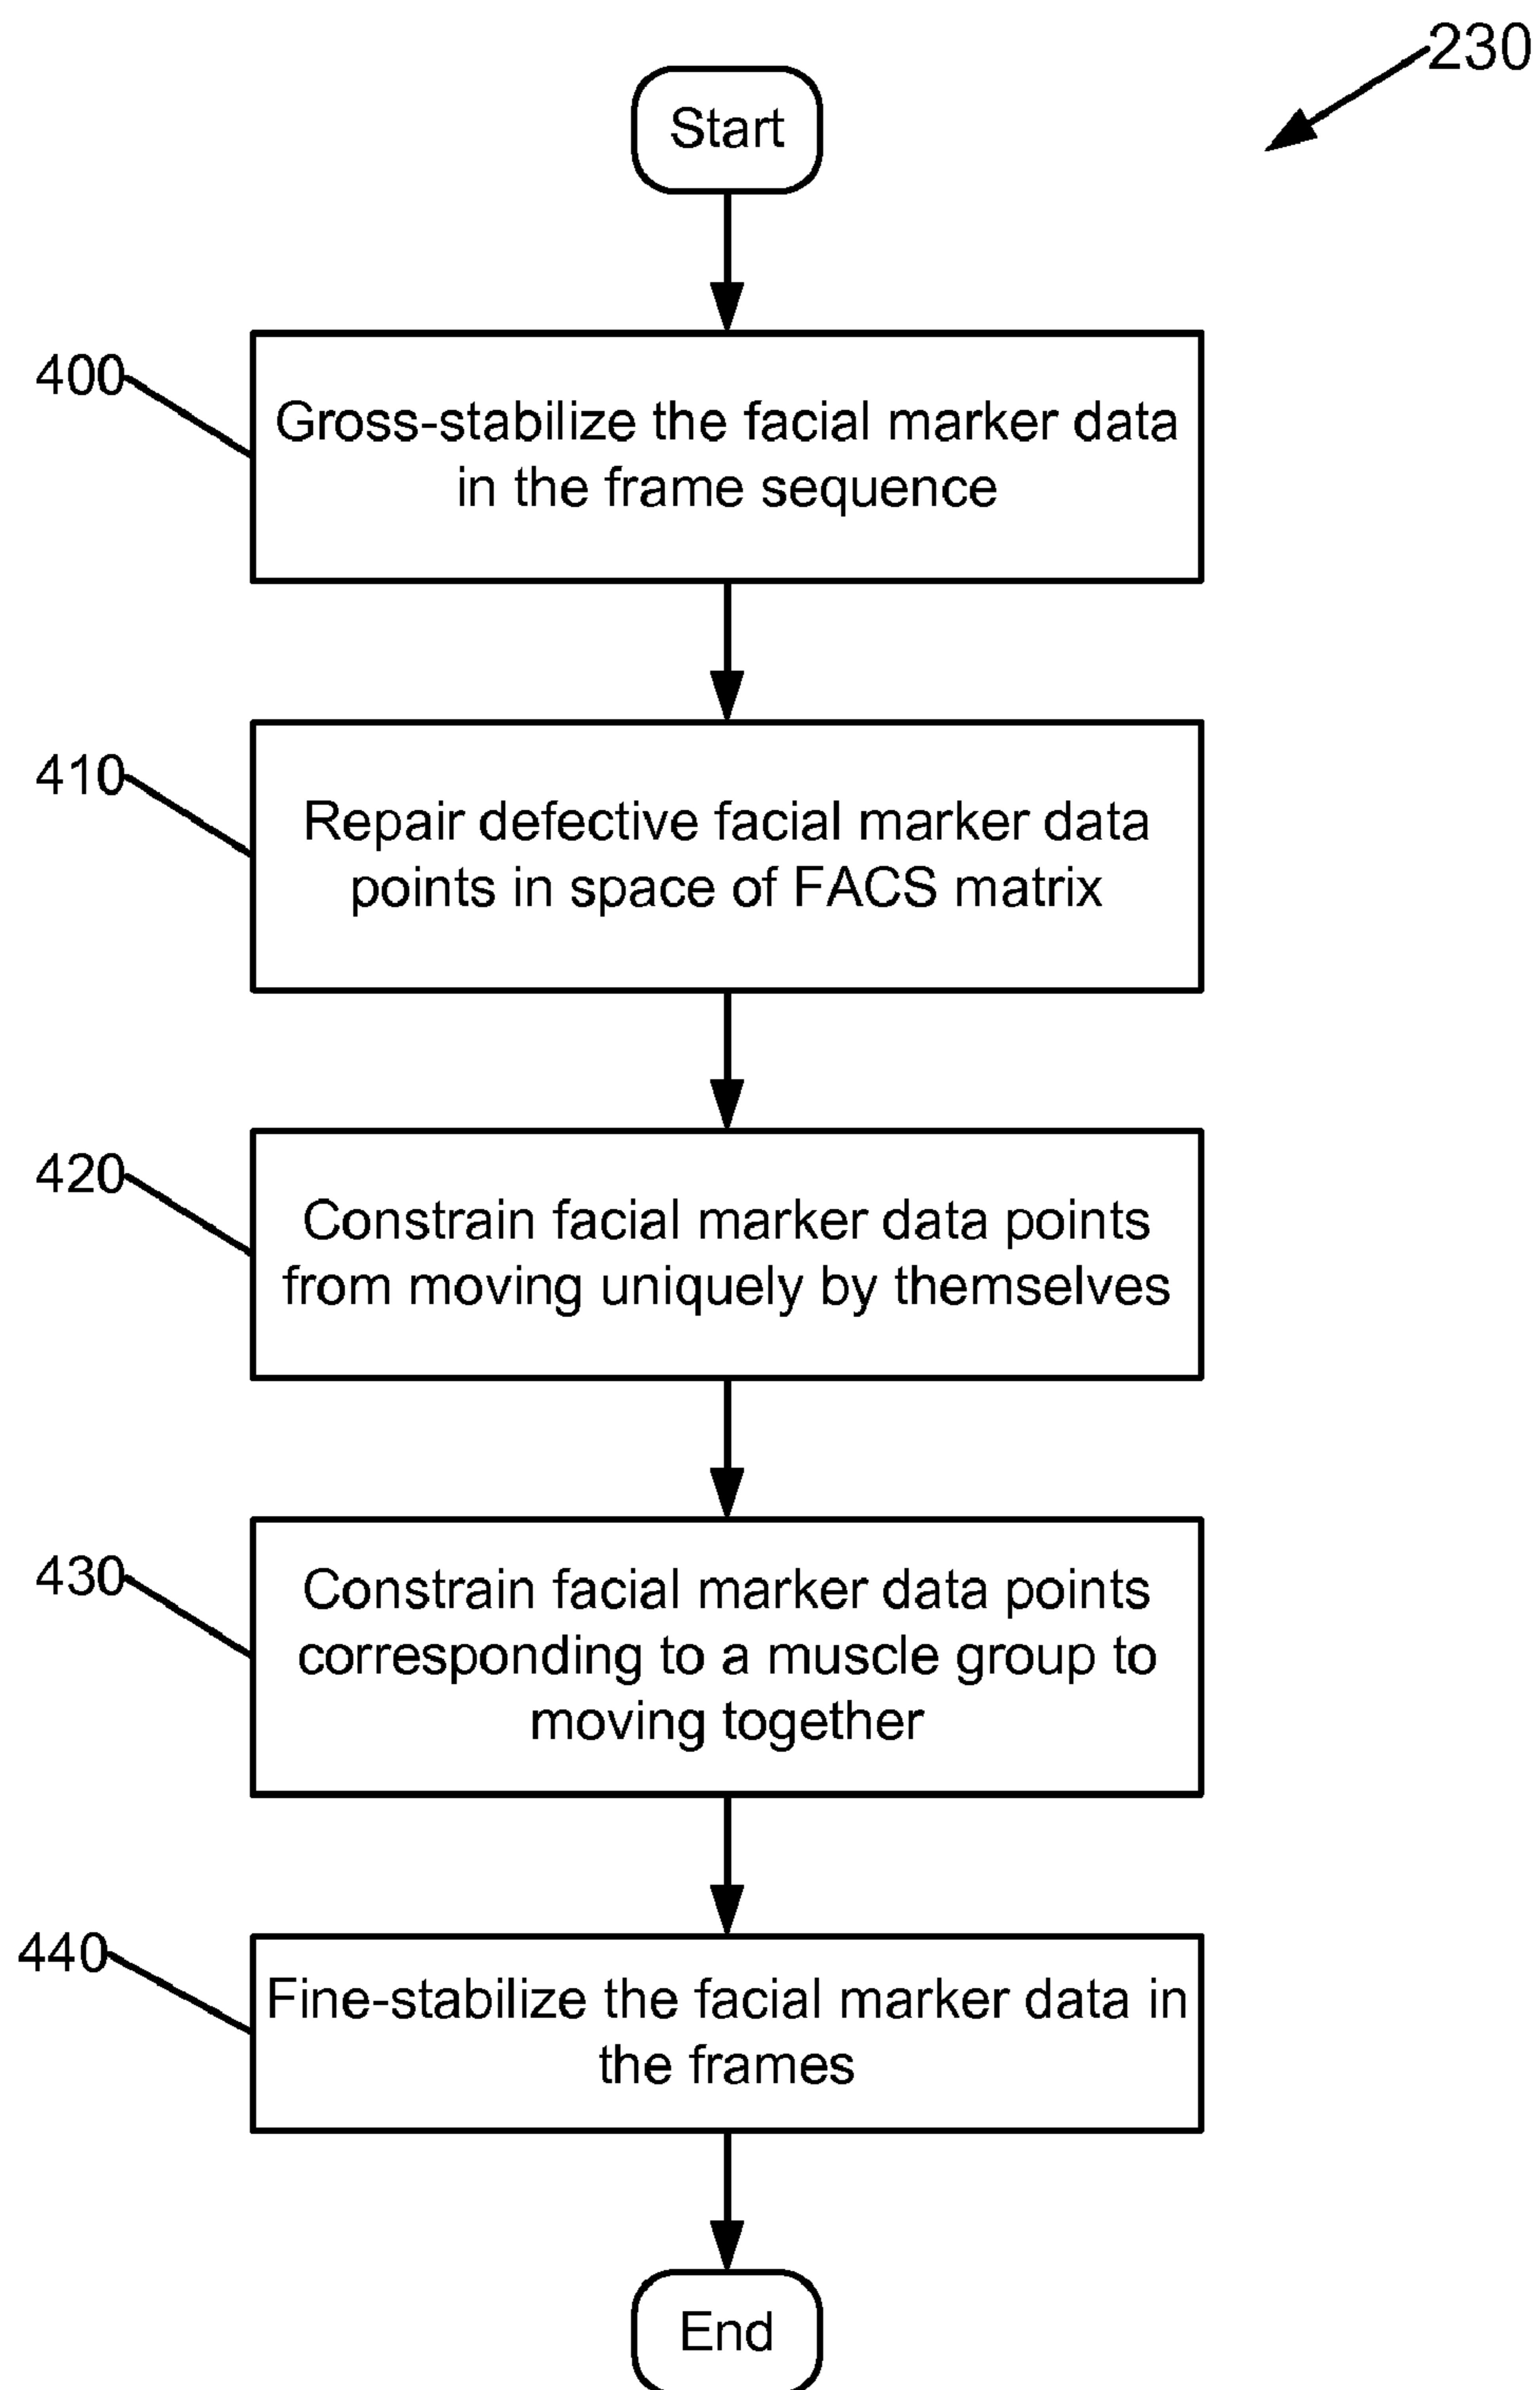 230
Start
400
Gross-stabilize the facial marker data
in the frame sequence
410
Repair defective facial marker data
points in space of FACS matrix
420
Constrain facial marker data points
from moving uniquely by themselves
430
Constrain facial marker data points
corresponding to a muscle group to
moving together
440
Fine-stabilize the facial marker data in
the frames
End